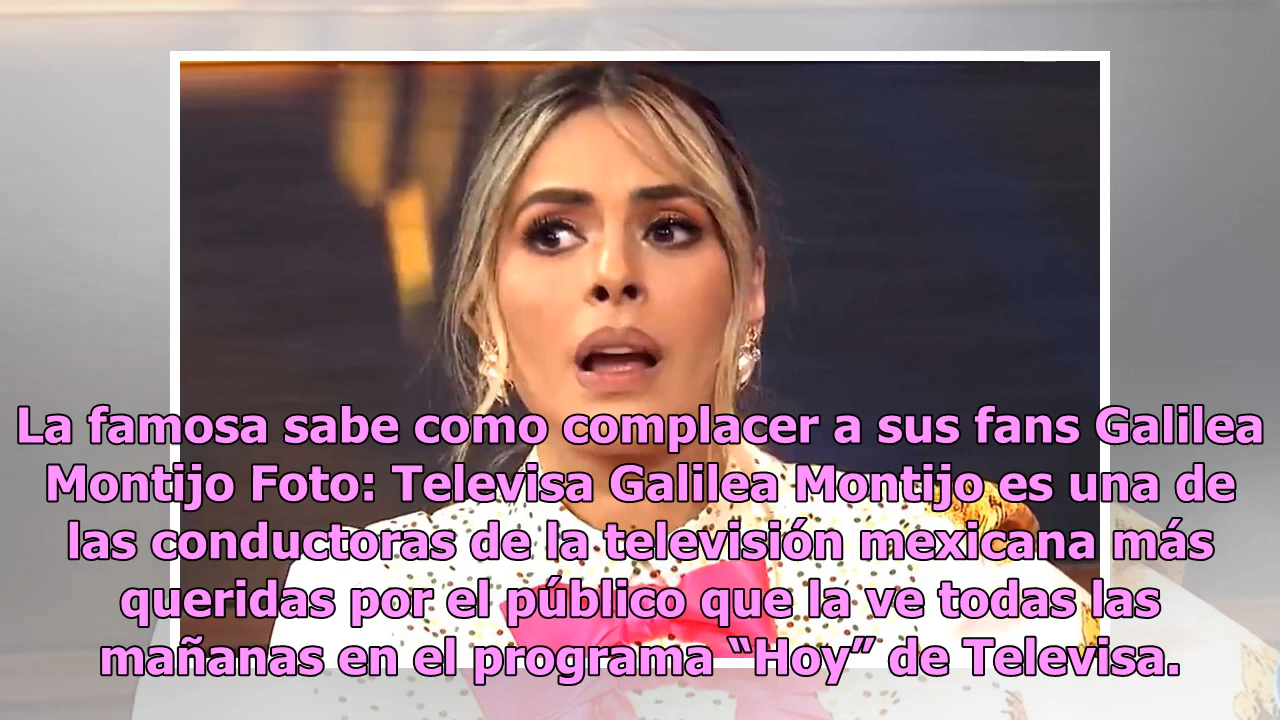 La famosa sabe como complacer a sus fans Galilea
Montijo Foto: Televisa Galilea Montijo es una de
las conductoras de la televisión mexicana más
queridas por el público que la ve todas las
mañanas en el programa “Hoy” de Televisa.